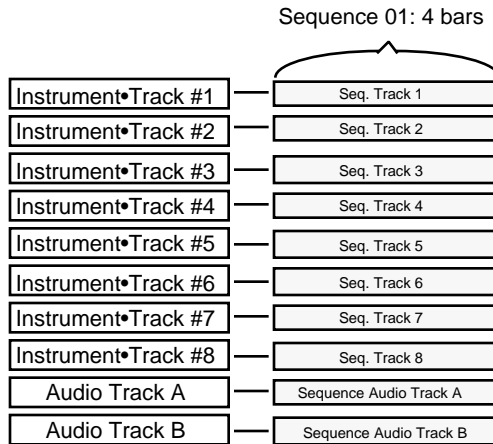 Sequence 01: 4 bars
Instrument•Track #1 Seq. Track 1
Instrument•Track #2 Seq. Track 2
Instrument•Track #3 Seq. Track 3
Instrument•Track #4 Seq. Track 4
Instrument•Track #5 Seq. Track 5
Instrument•Track #6 Seq. Track 6
Instrument•Track #7 Seq. Track 7
Instrument•Track #8 Seq. Track 8
Audio Track A Sequence Audio Track A
Audio Track B Sequence Audio Track B